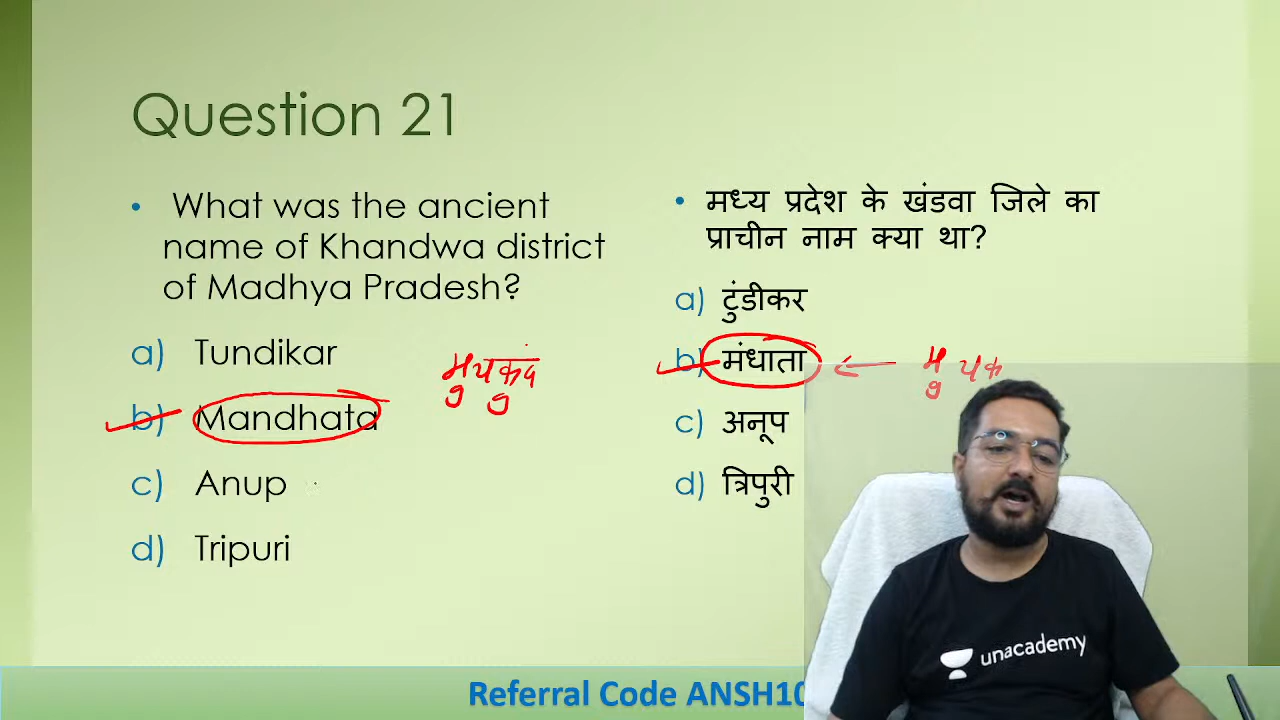 Question 21
• What was the ancient
name of Khandwa district
of Madhya Pradesh?
a) Tundikar
b) Mandhata
c) Anup
d) Tripuri
• मध्य प्रदेश के खंडवा जिले का
प्राचीन नाम क्या था?
a) टुंडीकर
b) मंधाता
c) अनूप
d) त्रिपुरी
unacademy
Referral Code ANSH10